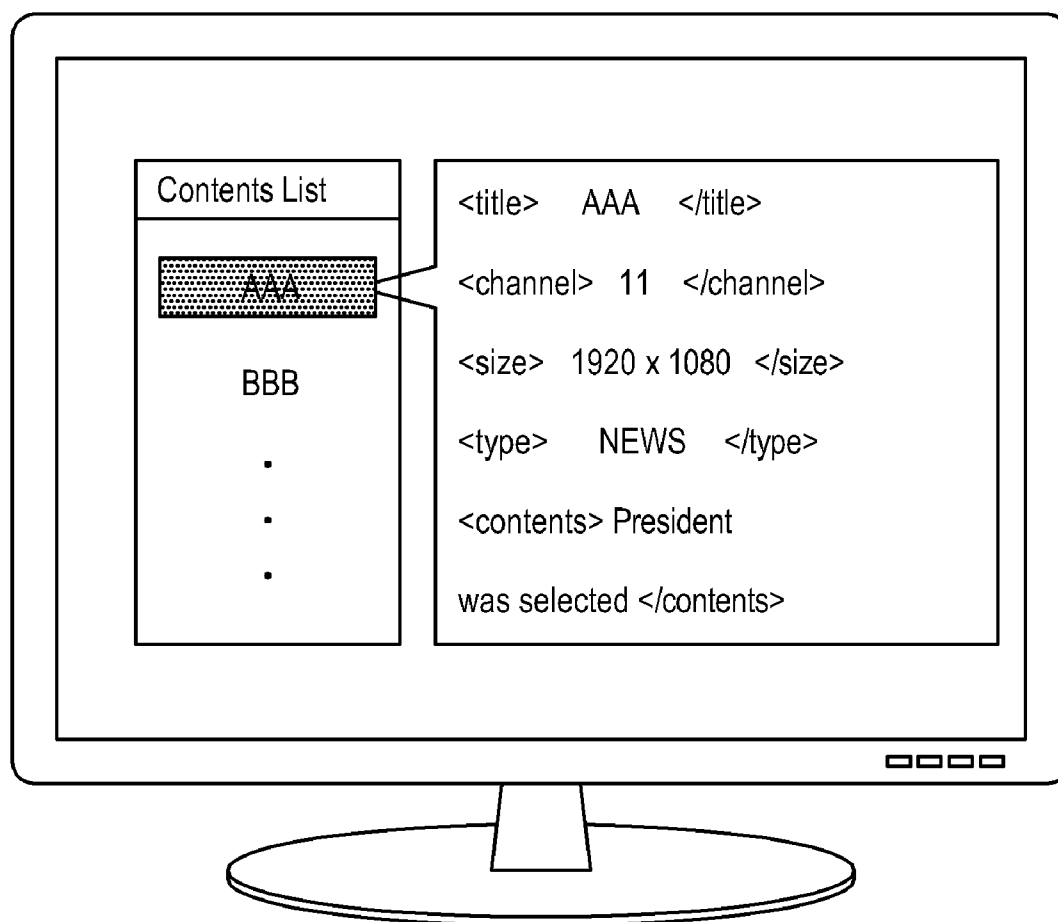 Contents List
AAA
BBB
<title> AAA </title>
<channel> 11 </channel>
<size> 1920 x 1080 </size>
<type> NEWS </type>
<contents> President
was selected </contents>